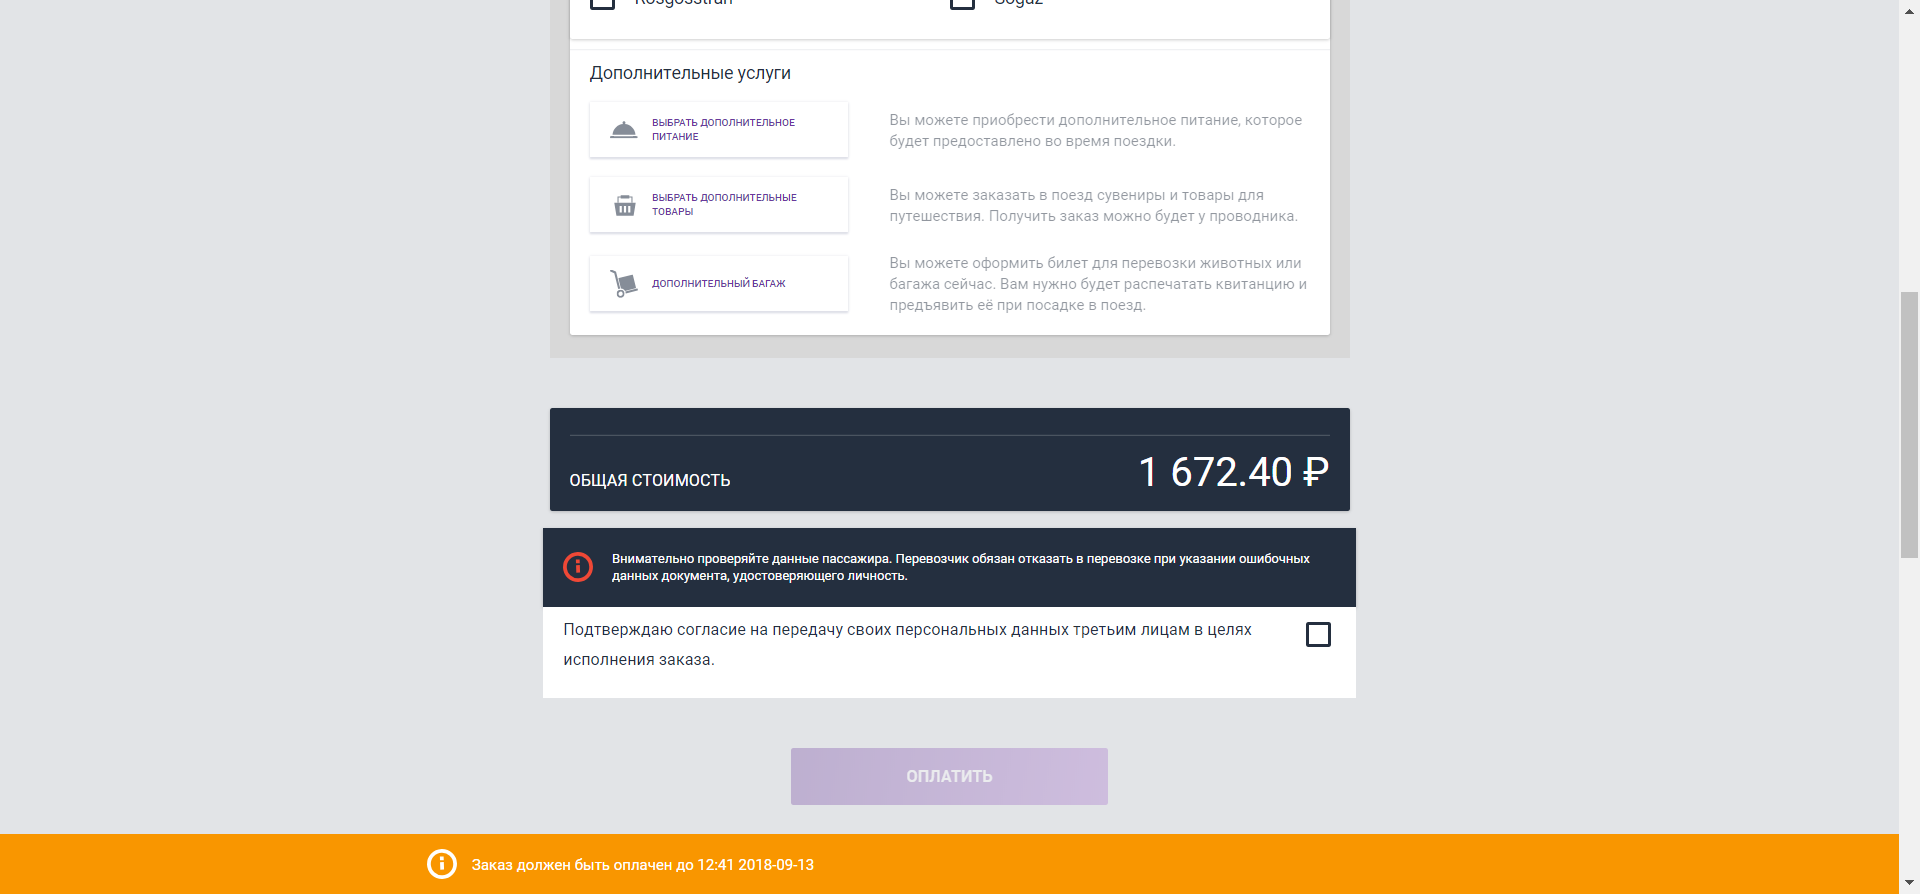 Rosgosstrah
Sogaz
Дополнительные услуги
ВЫБРАТЬ ДОПОЛНИТЕЛЬНОЕ
ПИТАНИЕ
Вы можете приобрести дополнительное питание, которое
будет предоставлено во время поездки.
ВЫБРАТЬ ДОПОЛНИТЕЛЬНЫЕ
ТОВАРЫ
Вы можете заказать в поезд сувениры и товары для
путешествия. Получить заказ можно будет у проводника.
ДОПОЛНИТЕЛЬНЫЙ БАГАЖ
Вы можете оформить билет для перевозки животных или
багажа сейчас. Вам нужно будет распечатать квитанцию и
предъявить её при посадке в поезд.
ОБЩАЯ СТОИМОСТЬ
1 672.40 ₽
Внимательно проверяйте данные пассажира. Перевозчик обязан отказать в перевозке при указании ошибочных
данных документа, удостоверяющего личность.
Подтверждаю согласие на передачу своих персональных данных третьим лицам в целях
исполнения заказа.
ОПЛАТИТЬ
Заказ должен быть оплачен до 12:41 2018-09-13